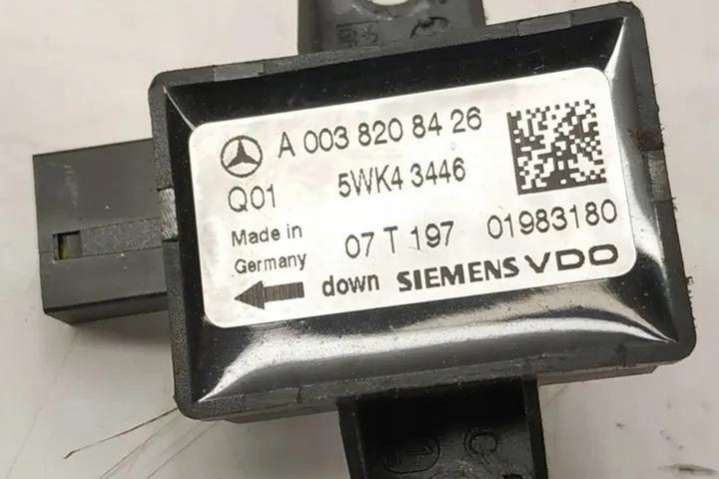 A 003 820 84 26
Q01 5WK4 3446
Made in Germany
07 T 197 01983180
down SIEMENS VDO